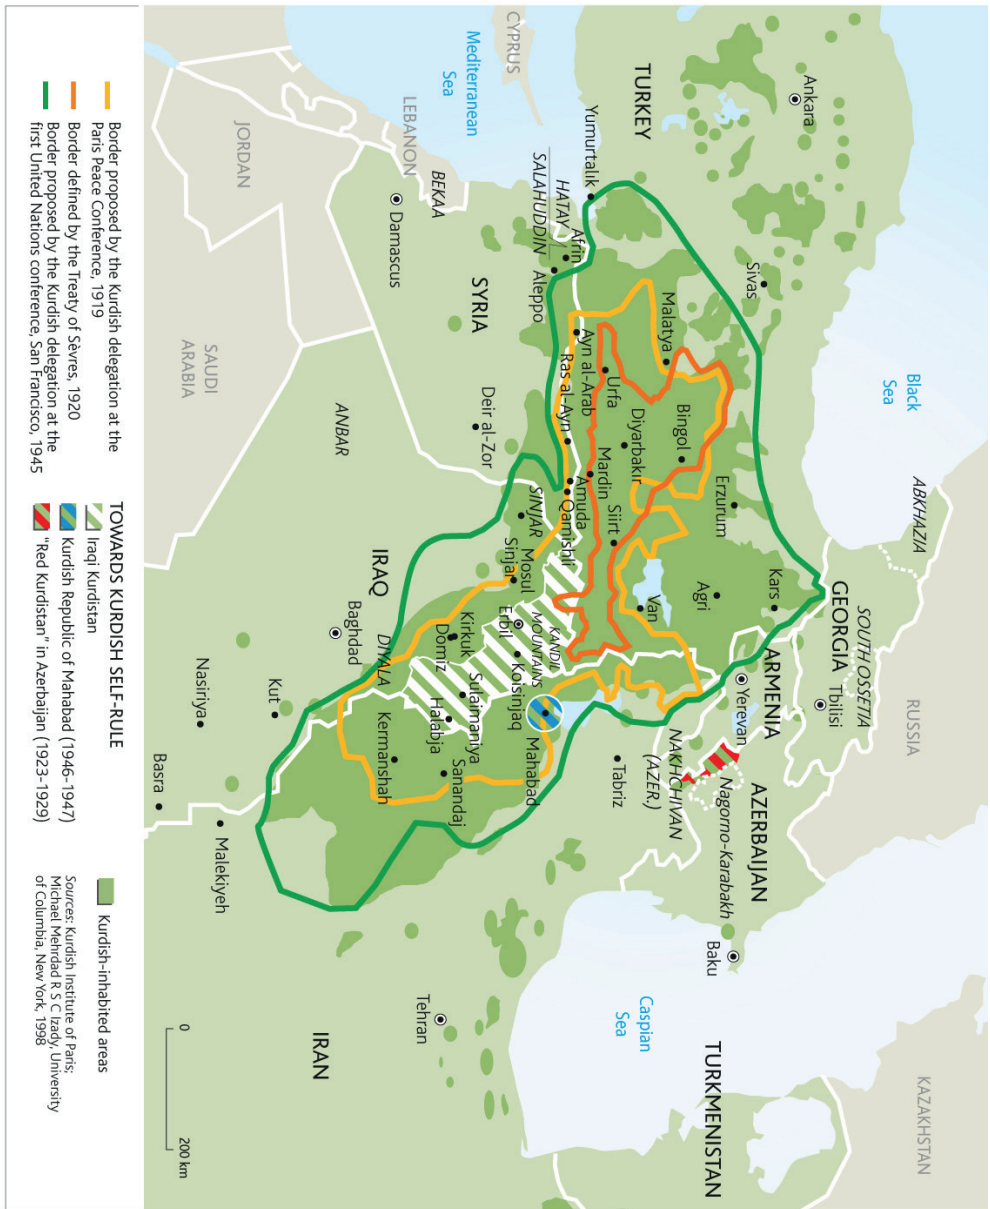 RUSSIA
KAZAKHSTAN
ABKHAZIA
SOUTH OSSETIA
Black
Sea
GEORGIA
Tbilisi
Ankara
Sivas
Erzurum
Kars
ARMENIA
Yerevan
AZERBAIJAN
Nagorno-Karabakh
Baku
TURKMENISTAN
TURKEY
Malatya
Bingol
Agri
NAKHCHIVAN
(AZER.)
Caspian
Sea
Diyarbakır
Van
Tabriz
Yumurtalık
Urfa
Mardin
Siirt
HATAY
Afrin
SALAHUDDIN
Aleppo
Ayn al-Arab
Ras al-Ayn
Amuda
Qamishli
KANDIL
MOUNTAINS
Mahabad
CYPRUS
Mediterranean
Sea
SYRIA
SINJAR
Sinjar
Mosul
Erbil
Koisinjaq
Deir al-Zor
Kirkuk
Domiz
Sulaimaniya
Halabja
Sanandaj
Tehran
LEBANON
BEKAA
Damascus
IRAQ
DIYALA
Kermanshah
Baghdad
ANBAR
IRAN
JORDAN
SAUDI
ARABIA
Kut
Nasiriya
Basra
Malekiyeh
0
200 km
Border proposed by the Kurdish delegation at the
Paris Peace Conference, 1919
Border defined by the Treaty of Sèvres, 1920
Border proposed by the Kurdish delegation at the
first United Nations conference, San Francisco, 1945
TOWARDS KURDISH SELF-RULE
Iraqi Kurdistan
Kurdish Republic of Mahabad (1946-1947)
"Red Kurdistan" in Azerbaijan (1923-1929)
Kurdish-inhabited areas
Sources: Kurdish Institute of Paris;
Michael Mehrdad R S C Izady, University
of Columbia, New York, 1998